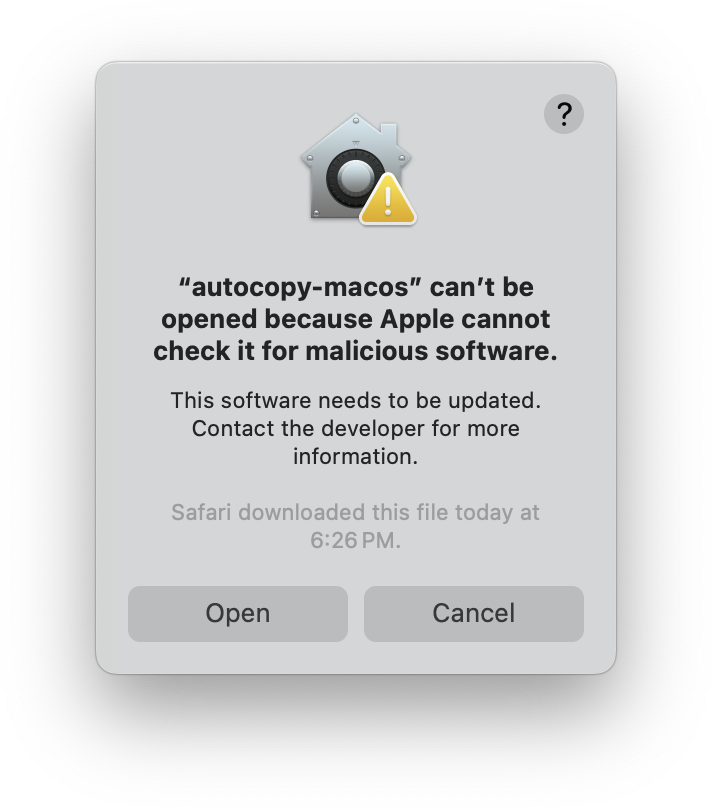 ?
“autocopy-macos” can’t be
opened because Apple cannot
check it for malicious software.
This software needs to be updated.
Contact the developer for more
information.
Safari downloaded this file today at
6:26 PM.
Open
Cancel